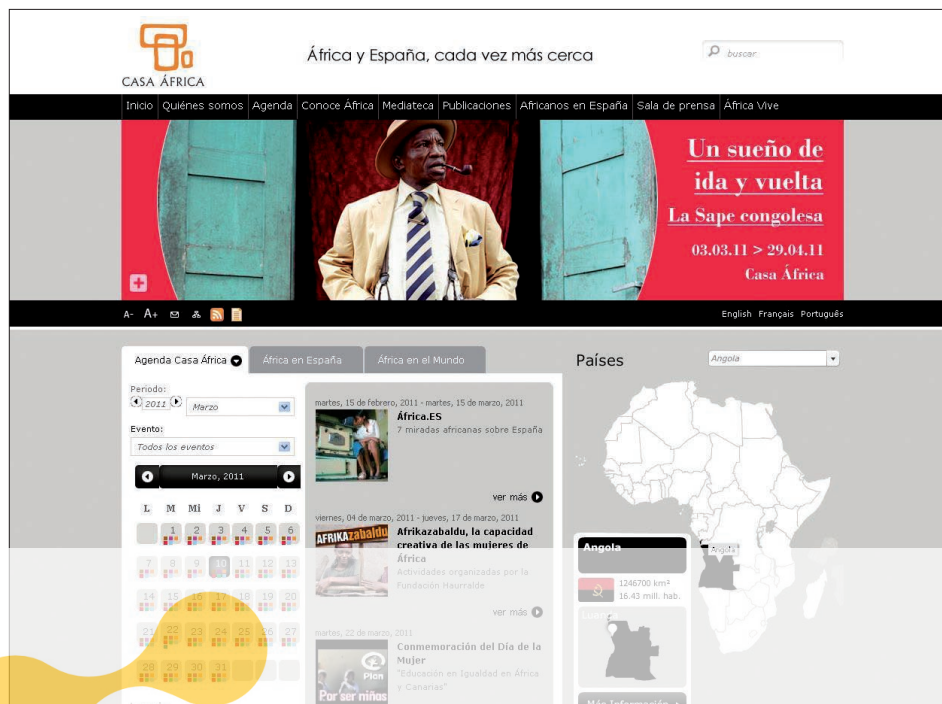 CASA ÁFRICA
África y España, cada vez más cerca
buscar
Inicio Quiénes somos Agenda Conoce África Mediateca Publicaciones Africanos en España Sala de prensa África Vive
Un sueño de
ida y vuelta
La Sape congolesa
03.03.11 > 29.04.11
Casa África
A- A+
English Français Português
Agenda Casa África África en España África en el Mundo
Periodo:
2011 Marzo
Evento:
Todos los eventos
Marzo, 2011
L M Mi J V S D
1 2 3 4 5 6
7 8 9 10 11 12 13
14 15 16 17 18 19 20
21 22 23 24 25 26 27
28 29 30 31
martes, 15 de febrero, 2011 - martes, 15 de marzo, 2011
África.ES
7 miradas africanas sobre España
ver más
viernes, 04 de marzo, 2011 - jueves, 17 de marzo, 2011
AFRIKAzabaldu
Afrikazabaldu, la capacidad
creativa de las mujeres de
África
Actividades organizadas por la
Fundación Haurralde
ver más
martes, 22 de marzo, 2011
Conmemoración del Día de la
Mujer
"Educación en Igualdad en África
y Canarias"
Plan
Por ser niñas
Países
Angola
Angola
Angola
1246700 km²
16.43 mill. hab.
Luanda
Más Información +